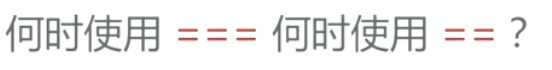 何时使用 === 何时使用 == ?